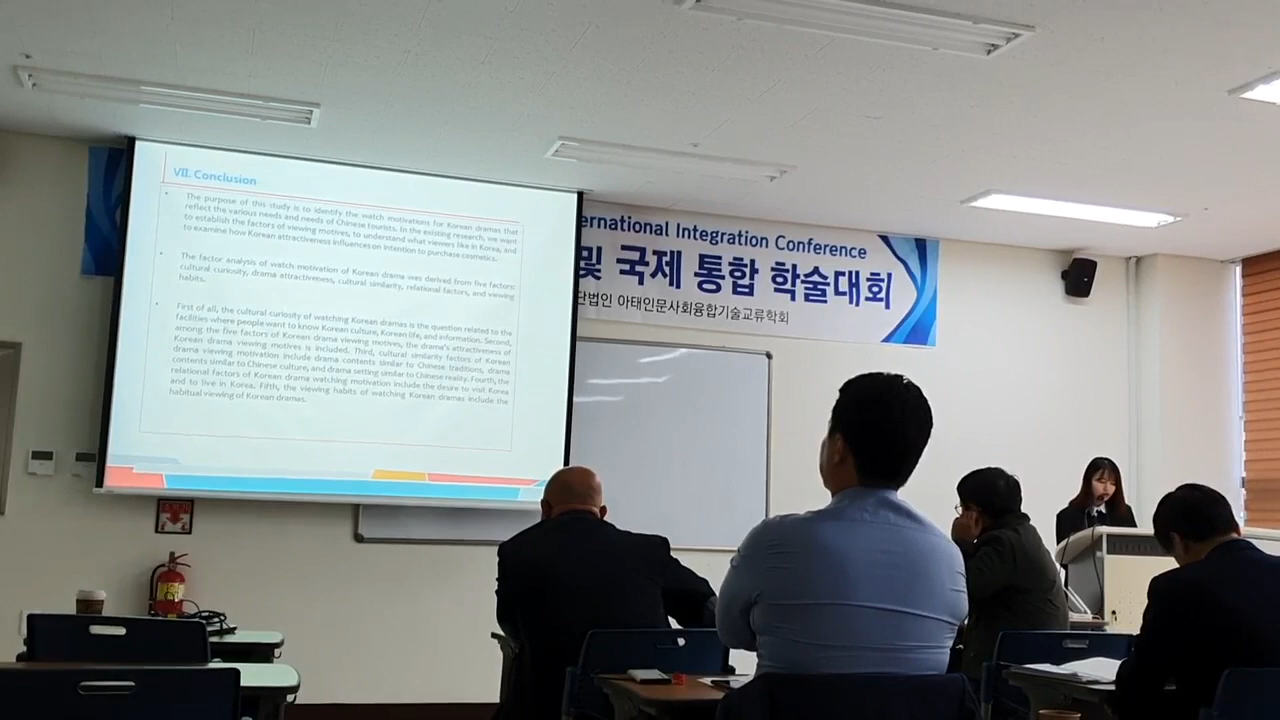 VII. Conclusion
The purpose of this study is to identify the watch motivations for Korean dramas that
reflect the various needs and needs of Chinese tourists. In the existing research, we want
to establish the factors of viewing motives, to understand what viewers like in Korea, and
to examine how Korean attractiveness influences on intention to purchase cosmetics.
The factor analysis of watch motivation of Korean drama was derived from five factors:
cultural curiosity, drama attractiveness, cultural similarity, relational factors, and viewing
habits.
First of all, the cultural curiosity of watching Korean dramas is the question related to the
facilities where people want to know Korean culture, Korean life, and information. Second,
among the five factors of Korean drama viewing motives, the drama's attractiveness of
Korean drama viewing motives is included. Third, cultural similarity factors of Korean
drama viewing motivation include drama contents similar to Chinese traditions, drama
contents similar to Chinese culture, and drama setting similar to Chinese reality. Fourth, the
relational factors of Korean drama watching motivation include the desire to visit Korea
and to live in Korea. Fifth, the viewing habits of watching Korean dramas include the
habitual viewing of Korean dramas.
ernational Integration Conference
및 국제 통합 학술대회
단법인 아태인문사회융합기술교류학회